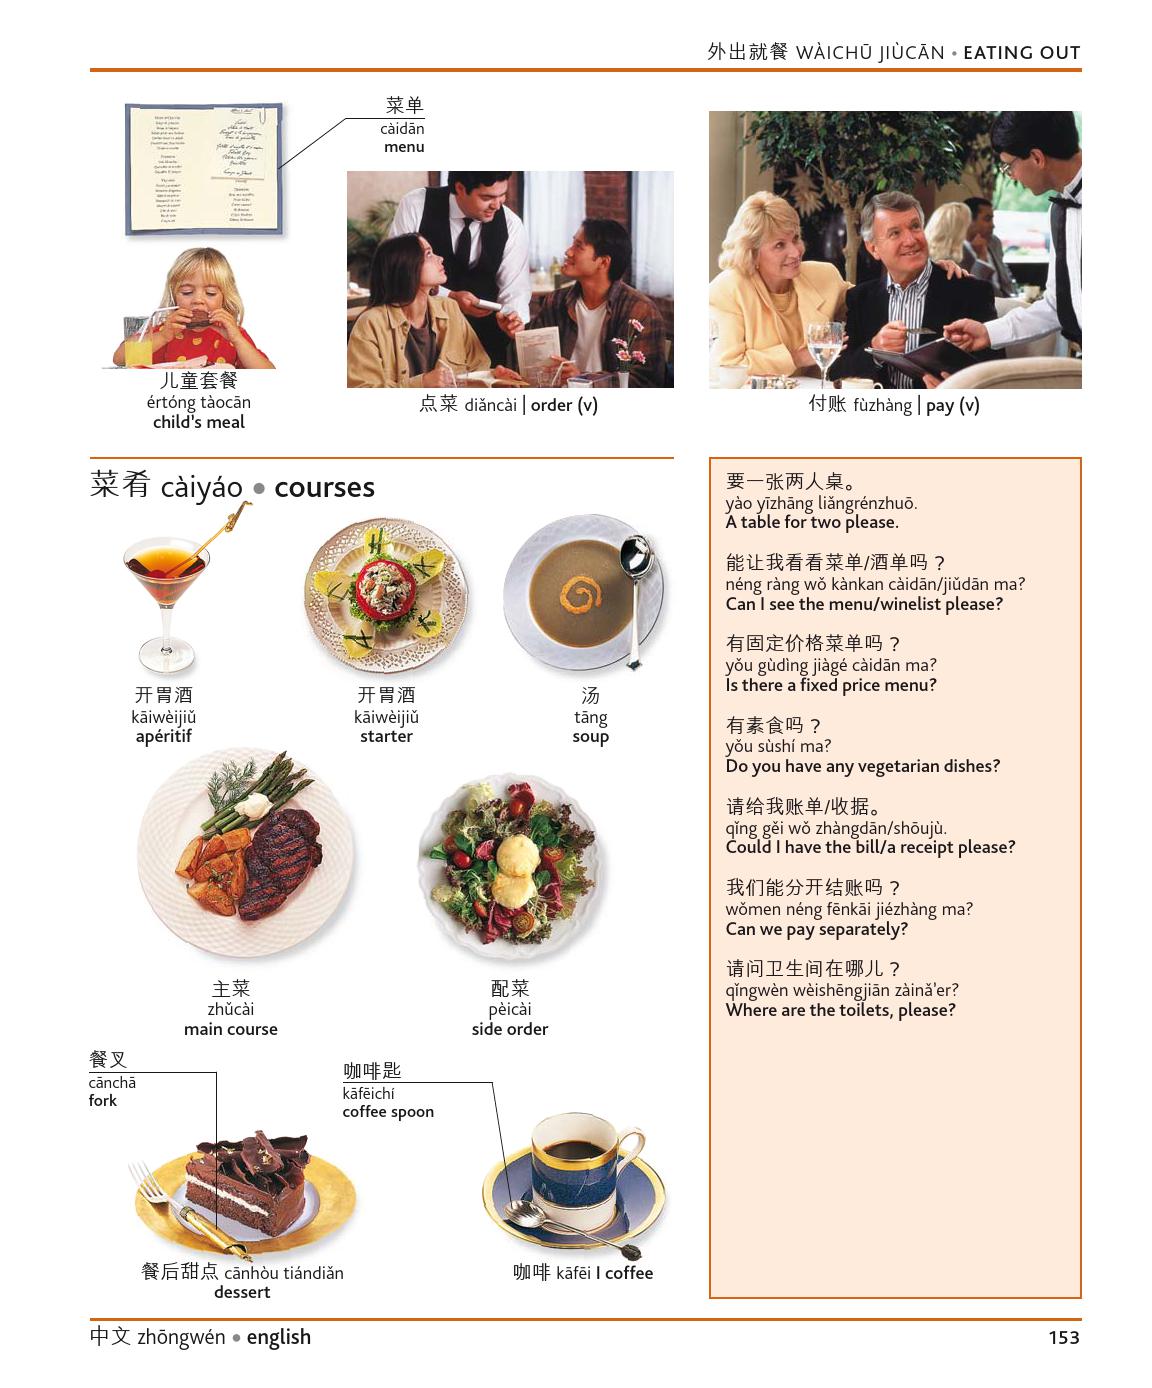 外出就餐 WÀICHŪ JIÙCĀN • EATING OUT
菜单
càidān
menu
儿童套餐
értóng tàocān
child's meal
点菜 diǎncài | order (v)
付账 fùzhàng | pay (v)
菜肴 càiyáo • courses
开胃酒
kāiwèijiǔ
apéritif
开胃酒
kāiwèijiǔ
starter
汤
tāng
soup
主菜
zhǔcài
main course
配菜
pèicài
side order
餐叉
cānchā
fork
咖啡匙
kāfēichí
coffee spoon
餐后甜点 cānhòu tiándiǎn
dessert
咖啡 kāfēi I coffee
要一张两人桌。
yào yīzhāng liǎngrénzhuō.
A table for two please.
能让我看看菜单/酒单吗？
néng ràng wǒ kànkan càidān/jiǔdān ma?
Can I see the menu/winelist please?
有固定价格菜单吗？
yǒu gùdìng jiàgé càidān ma?
Is there a fixed price menu?
有素食吗？
yǒu sùshí ma?
Do you have any vegetarian dishes?
请给我账单/收据。
qǐng gěi wǒ zhàngdān/shōujù.
Could I have the bill/a receipt please?
我们能分开结账吗？
wǒmen néng fēnkāi jiézhàng ma?
Can we pay separately?
请问卫生间在哪儿？
qǐngwèn wèishēngjiān zàinǎ'er?
Where are the toilets, please?
中文 zhōngwén • english
153